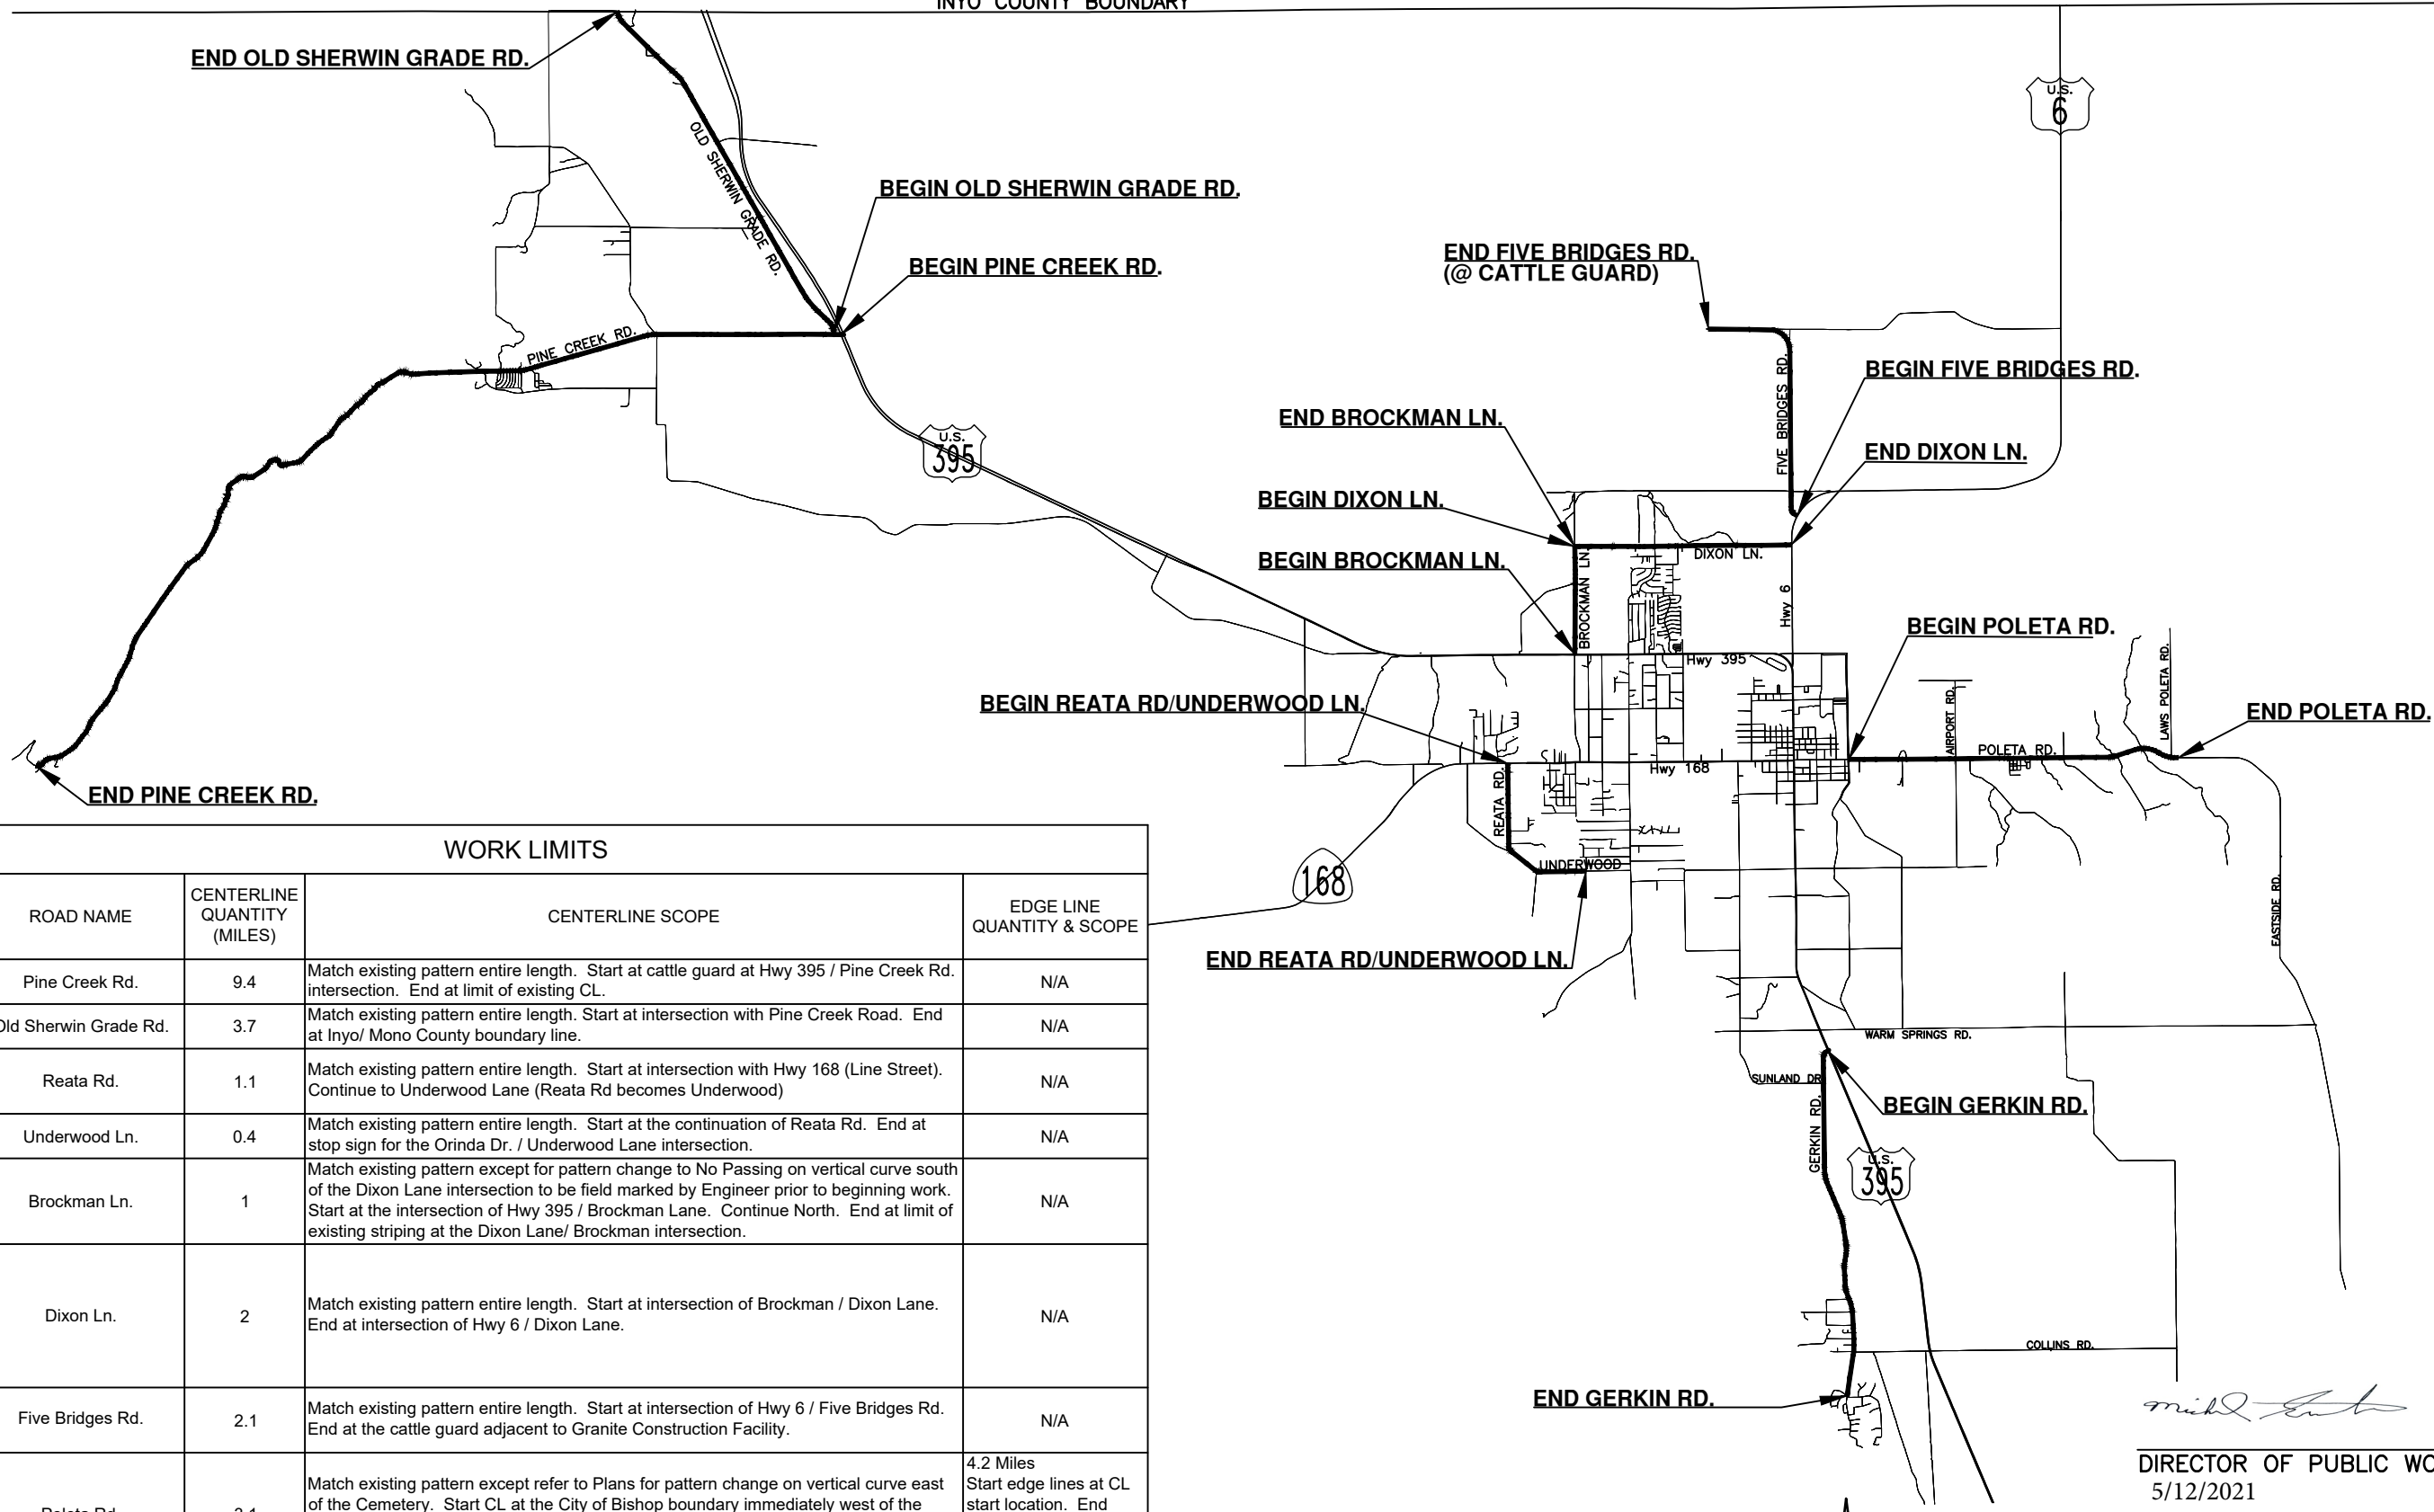 INYO COUNTY BOUNDARY
END OLD SHERWIN GRADE RD.
U.S.
6
OLD SHERWIN GRADE RD.
BEGIN OLD SHERWIN GRADE RD.
BEGIN PINE CREEK RD.
END FIVE BRIDGES RD.
(@ CATTLE GUARD)
PINE CREEK RD.
FIVE BRIDGES RD.
BEGIN FIVE BRIDGES RD.
END BROCKMAN LN.
U.S.
395
END DIXON LN.
BEGIN DIXON LN.
DIXON LN.
BEGIN BROCKMAN LN.
BROCKMAN LN.
Hwy 6
BEGIN POLETA RD.
Hwy 395
LAWS POLETA RD.
BEGIN REATA RD/UNDERWOOD LN.
AIRPORT RD.
END POLETA RD.
POLETA RD.
Hwy 168
END PINE CREEK RD.
REATA RD.
UNDERWOOD
168
EASTSIDE RD.
END REATA RD/UNDERWOOD LN.
WARM SPRINGS RD.
SUNLAND DR
BEGIN GERKIN RD.
GERKIN RD.
U.S.
395
COLLINS RD.
END GERKIN RD.
WORK LIMITS
ROAD NAME
CENTERLINE
QUANTITY
(MILES)
CENTERLINE SCOPE
EDGE LINE
QUANTITY & SCOPE
Pine Creek Rd.
9.4
Match existing pattern entire length. Start at cattle guard at Hwy 395 / Pine Creek Rd.
intersection. End at limit of existing CL.
N/A
Old Sherwin Grade Rd.
3.7
Match existing pattern entire length. Start at intersection with Pine Creek Road. End
at Inyo/ Mono County boundary line.
N/A
Reata Rd.
1.1
Match existing pattern entire length. Start at intersection with Hwy 168 (Line Street).
Continue to Underwood Lane (Reata Rd becomes Underwood)
N/A
Underwood Ln.
0.4
Match existing pattern entire length. Start at the continuation of Reata Rd. End at
stop sign for the Orinda Dr. / Underwood Lane intersection.
N/A
Brockman Ln.
1
Match existing pattern except for pattern change to No Passing on vertical curve south
of the Dixon Lane intersection to be field marked by Engineer prior to beginning work.
Start at the intersection of Hwy 395 / Brockman Lane. Continue North. End at limit of
existing striping at the Dixon Lane/ Brockman intersection.
N/A
Dixon Ln.
2
Match existing pattern entire length. Start at intersection of Brockman / Dixon Lane.
End at intersection of Hwy 6 / Dixon Lane.
N/A
Five Bridges Rd.
2.1
Match existing pattern entire length. Start at intersection of Hwy 6 / Five Bridges Rd.
End at the cattle guard adjacent to Granite Construction Facility.
N/A
Poleta Rd.
3.1
Match existing pattern except refer to Plans for pattern change on vertical curve east
of the Cemetery. Start CL at the City of Bishop boundary immediately west of the
4.2 Miles
Start edge lines at CL
start location. End
DIRECTOR OF PUBLIC WO
5/12/2021